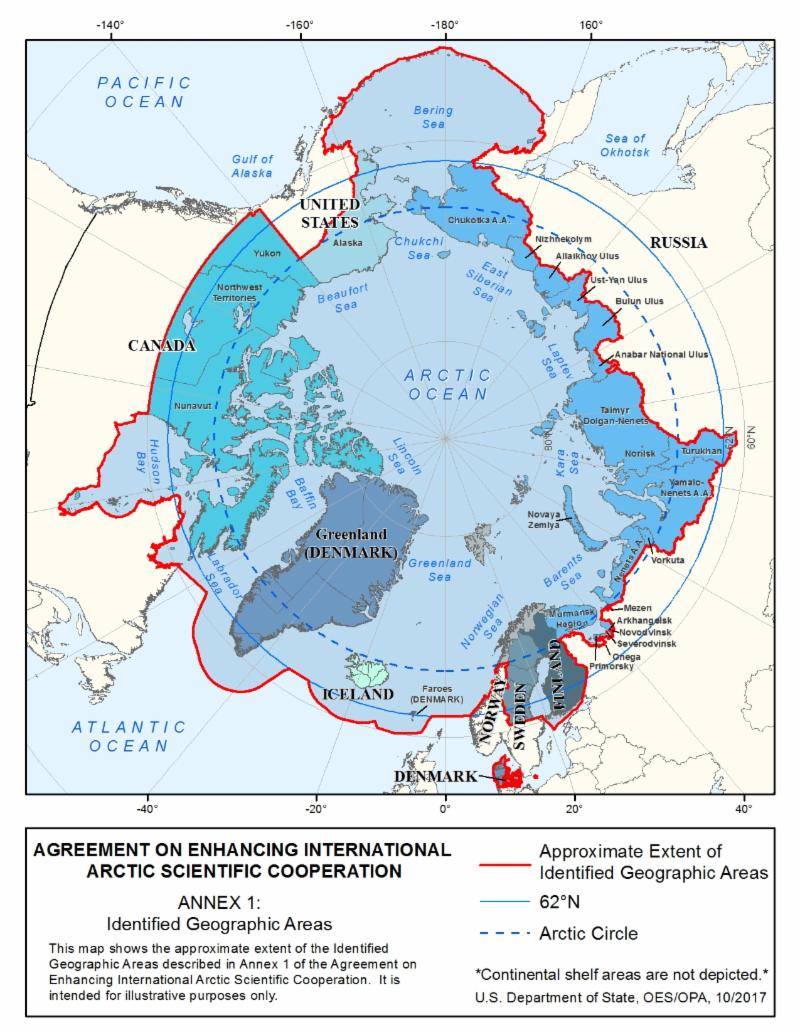 -140°
-160°
-180°
160°
PACIFIC
OCEAN
Bering
Sea
Sea of
Okhotsk
Gulf of
Alaska
UNITED
STATES
Alaska
Chukotka A.A.
Chukchi
Sea
Nizhnekolym
RUSSIA
Allaikhov Ulus
Yukon
East
Siberian
Sea
Ust-Yan Ulus
Northwest
Territories
Beaufort
Sea
Bulun Ulus
CANADA
Laptev
Sea
Anabar National Ulus
ARCTIC
OCEAN
Nunavut
Taimyr
Dolgan-Nenets
Hudson
Bay
Lincoln
Sea
80°N
Kara
Sea
Norilsk
Turukhan
62°N
60°N
Baffin
Bay
Yamalo-
Nenets A.A.
Novaya
Zemlya
Greenland
(DENMARK)
Labrador
Sea
Greenland
Sea
Barents
Sea
Nenets A.A.
Vorkuta
Norwegian
Sea
Murmansk
Region
Mezen
Arkhangelsk
Novodvinsk
Severodvinsk
Onega
Primorsky
ICELAND
Faroes
(DENMARK)
NORWAY
SWEDEN
FINLAND
ATLANTIC
OCEAN
DENMARK
-40°
-20°
0°
20°
40°
AGREEMENT ON ENHANCING INTERNATIONAL
ARCTIC SCIENTIFIC COOPERATION
ANNEX 1:
Identified Geographic Areas
This map shows the approximate extent of the Identified
Geographic Areas described in Annex 1 of the Agreement on
Enhancing International Arctic Scientific Cooperation. It is
intended for illustrative purposes only.
Approximate Extent of
Identified Geographic Areas
62°N
Arctic Circle
*Continental shelf areas are not depicted.*
U.S. Department of State, OES/OPA, 10/2017